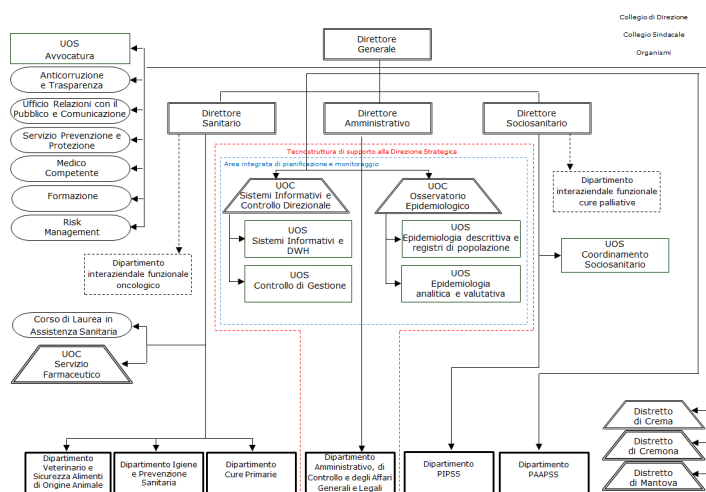 Collegio di Direzione
Collegio Sindacale
Organismi
Direttore
Generale
UOS
Avvocatura
Anticorruzione
e Trasparenza
Ufficio Relazioni con il
Pubblico e Comunicazione
Servizio Prevenzione e
Protezione
Medico
Competente
Formazione
Risk
Management
Direttore
Sanitario
Direttore
Amministrativo
Direttore
Sociosanitario
Tecnostruttura di supporto alla Direzione Strategica
Area integrata di pianificazione e monitoraggio
UOC
Sistemi Informativi e
Controllo Direzionale
UOC
Osservatorio
Epidemiologico
UOS
Sistemi Informativi e
DWH
UOS
Controllo di Gestione
UOS
Epidemiologia descrittiva e
registri di popolazione
UOS
Epidemiologia
analitica e valutativa
Dipartimento
interaziendale funzionale
cure palliative
UOS
Coordinamento
Sociosanitario
Dipartimento
interaziendale funzionale
oncologico
Corso di Laurea in
Assistenza Sanitaria
UOC
Servizio
Farmaceutico
Dipartimento
Veterinario e
Sicurezza Alimenti
di Origine Animale
Dipartimento Igiene
e Prevenzione
Sanitaria
Dipartimento
Cure Primarie
Dipartimento
Amministrativo, di
Controllo e degli Affari
Generali e Legali
Dipartimento
PIPSS
Dipartimento
PAAPSS
Distretto
di Crema
Distretto
di Cremona
Distretto
di Mantova